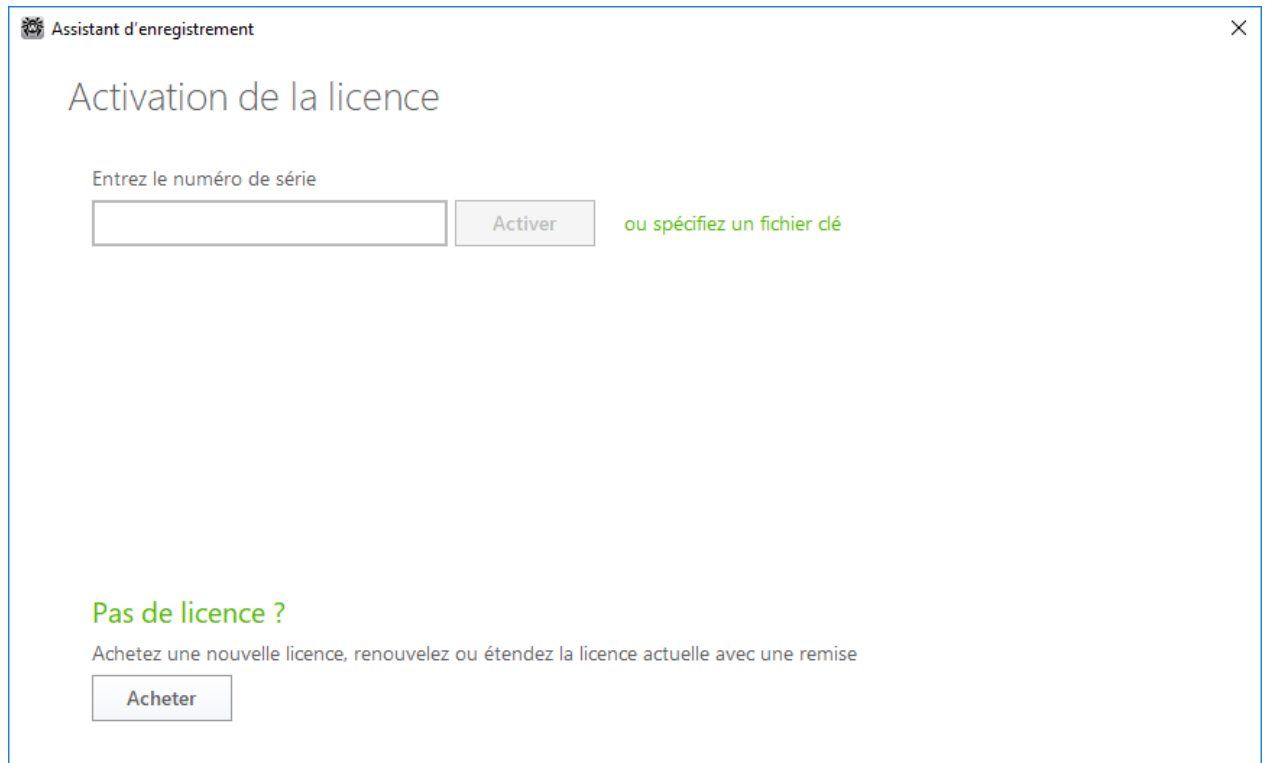 Assistant d'enregistrement
Activation de la licence
Entrez le numéro de série
Activer
ou spécifiez un fichier clé
Pas de licence ?
Achetez une nouvelle licence, renouvelez ou étendez la licence actuelle avec une remise
Acheter